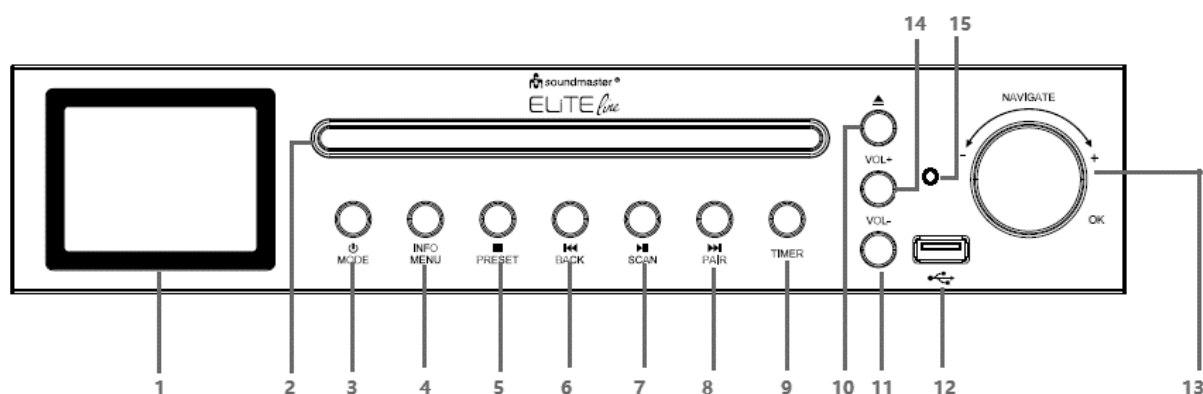 14 15
soundmaster®
ELiTE line
NAVIGATE
2
10
VOL+
- +
13
VOL-
OK
MODE
INFO
MENU
PRESET
BACK
SCAN
PAIR
TIMER
1 3 4 5 6 7 8 9 11 12